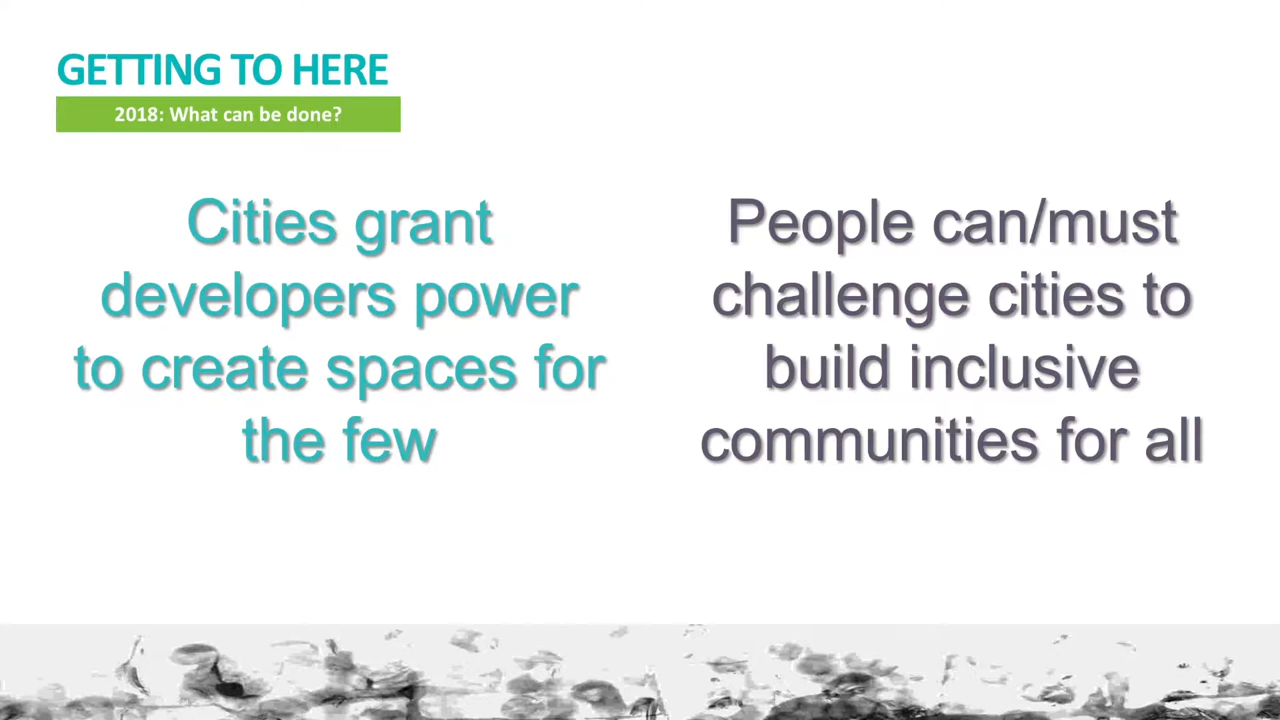 GETTING TO HERE
2018: What can be done?
Cities grant
developers power
to create spaces for
the few
People can/must
challenge cities to
build inclusive
communities for all